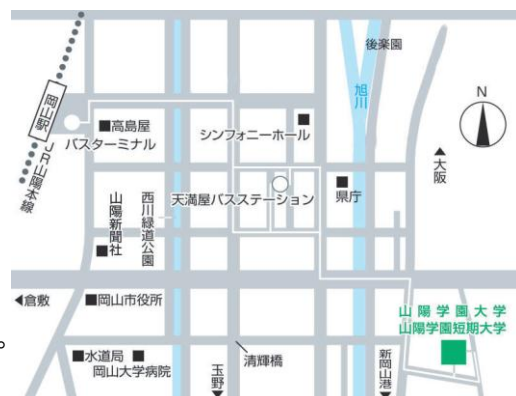 後楽園
旭川
N
岡山駅
JR山陽本線
■高島屋
バスターミナル
シンフォニーホール
▲大阪
天満屋バスステーション
県庁
西川緑道公園
山陽新聞社
◀倉敷
■岡山市役所
山陽学園大学
山陽学園短期大学
■水道局
岡山大学病院
清輝橋
玉野▼
新岡山港▼
。